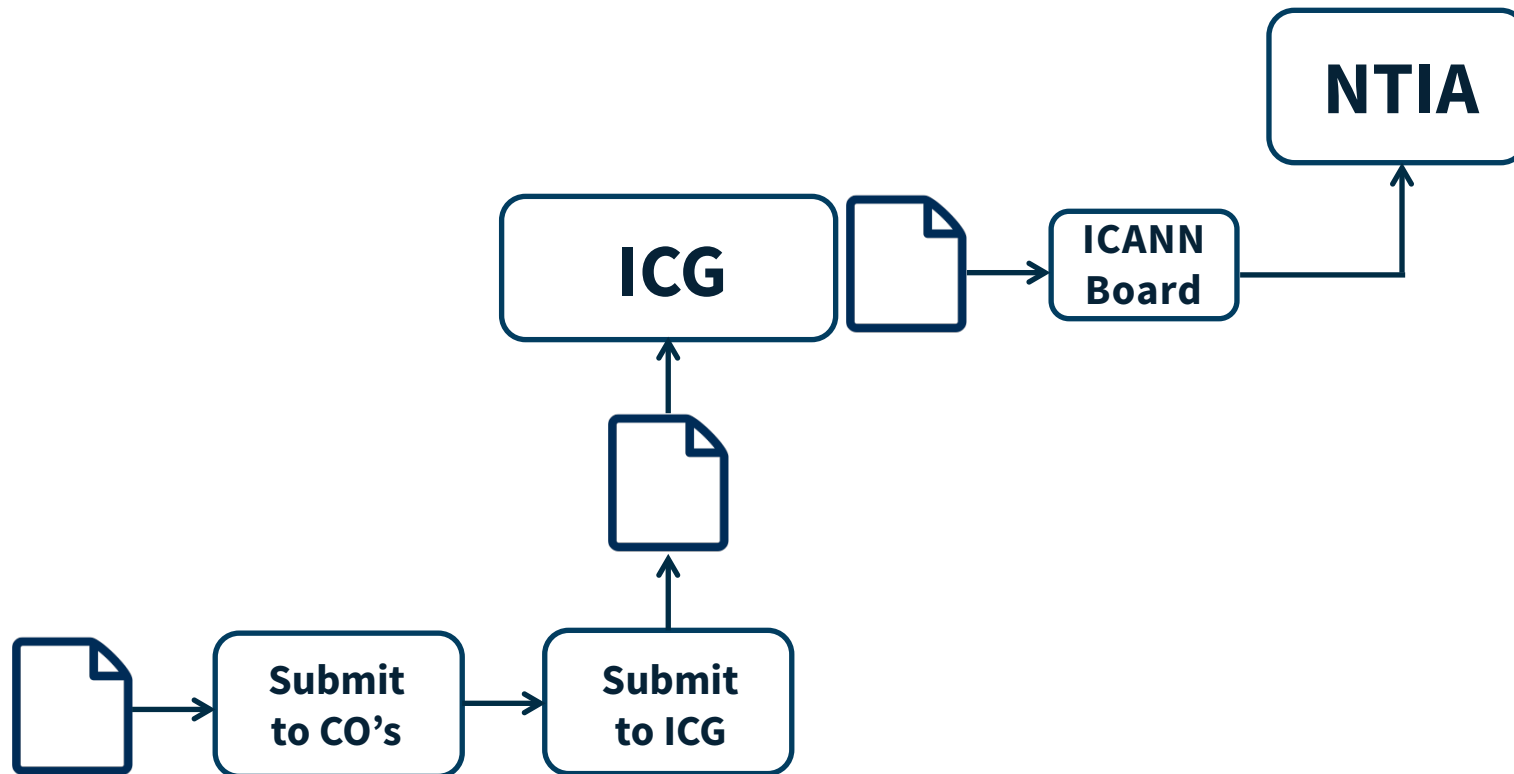 NTIA
ICG
ICANN
Board
Submit
to CO’s
Submit
to ICG